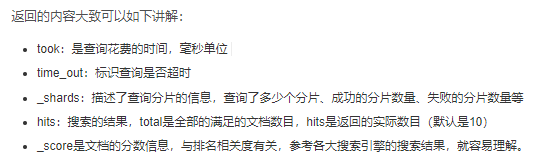 返回的内容大致可以如下讲解：
took：是查询花费的时间，毫秒单位
time_out：标识查询是否超时
_shards：描述了查询分片的信息，查询了多少个分片、成功的分片数量、失败的分片数量等
hits：搜索的结果，total是全部的满足的文档数目，hits是返回的实际数目（默认是10）
_score是文档的分数信息，与排名相关度有关，参考各大搜索引擎的搜索结果，就容易理解。